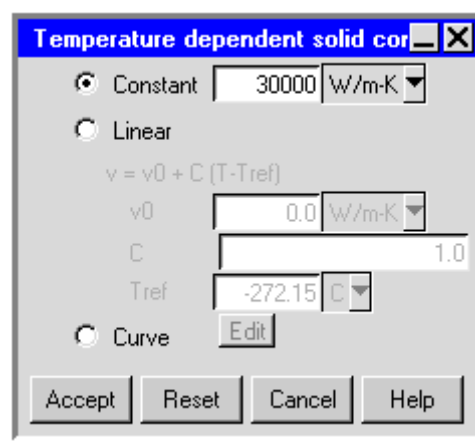 Temperature dependent solid cor
Constant 30000 W/m-K
Linear
v = v0 + C (T-Tref)
v0 0.0 W/m-K
C 1.0
Tref -272.15 C
Curve Edit
Accept Reset Cancel Help